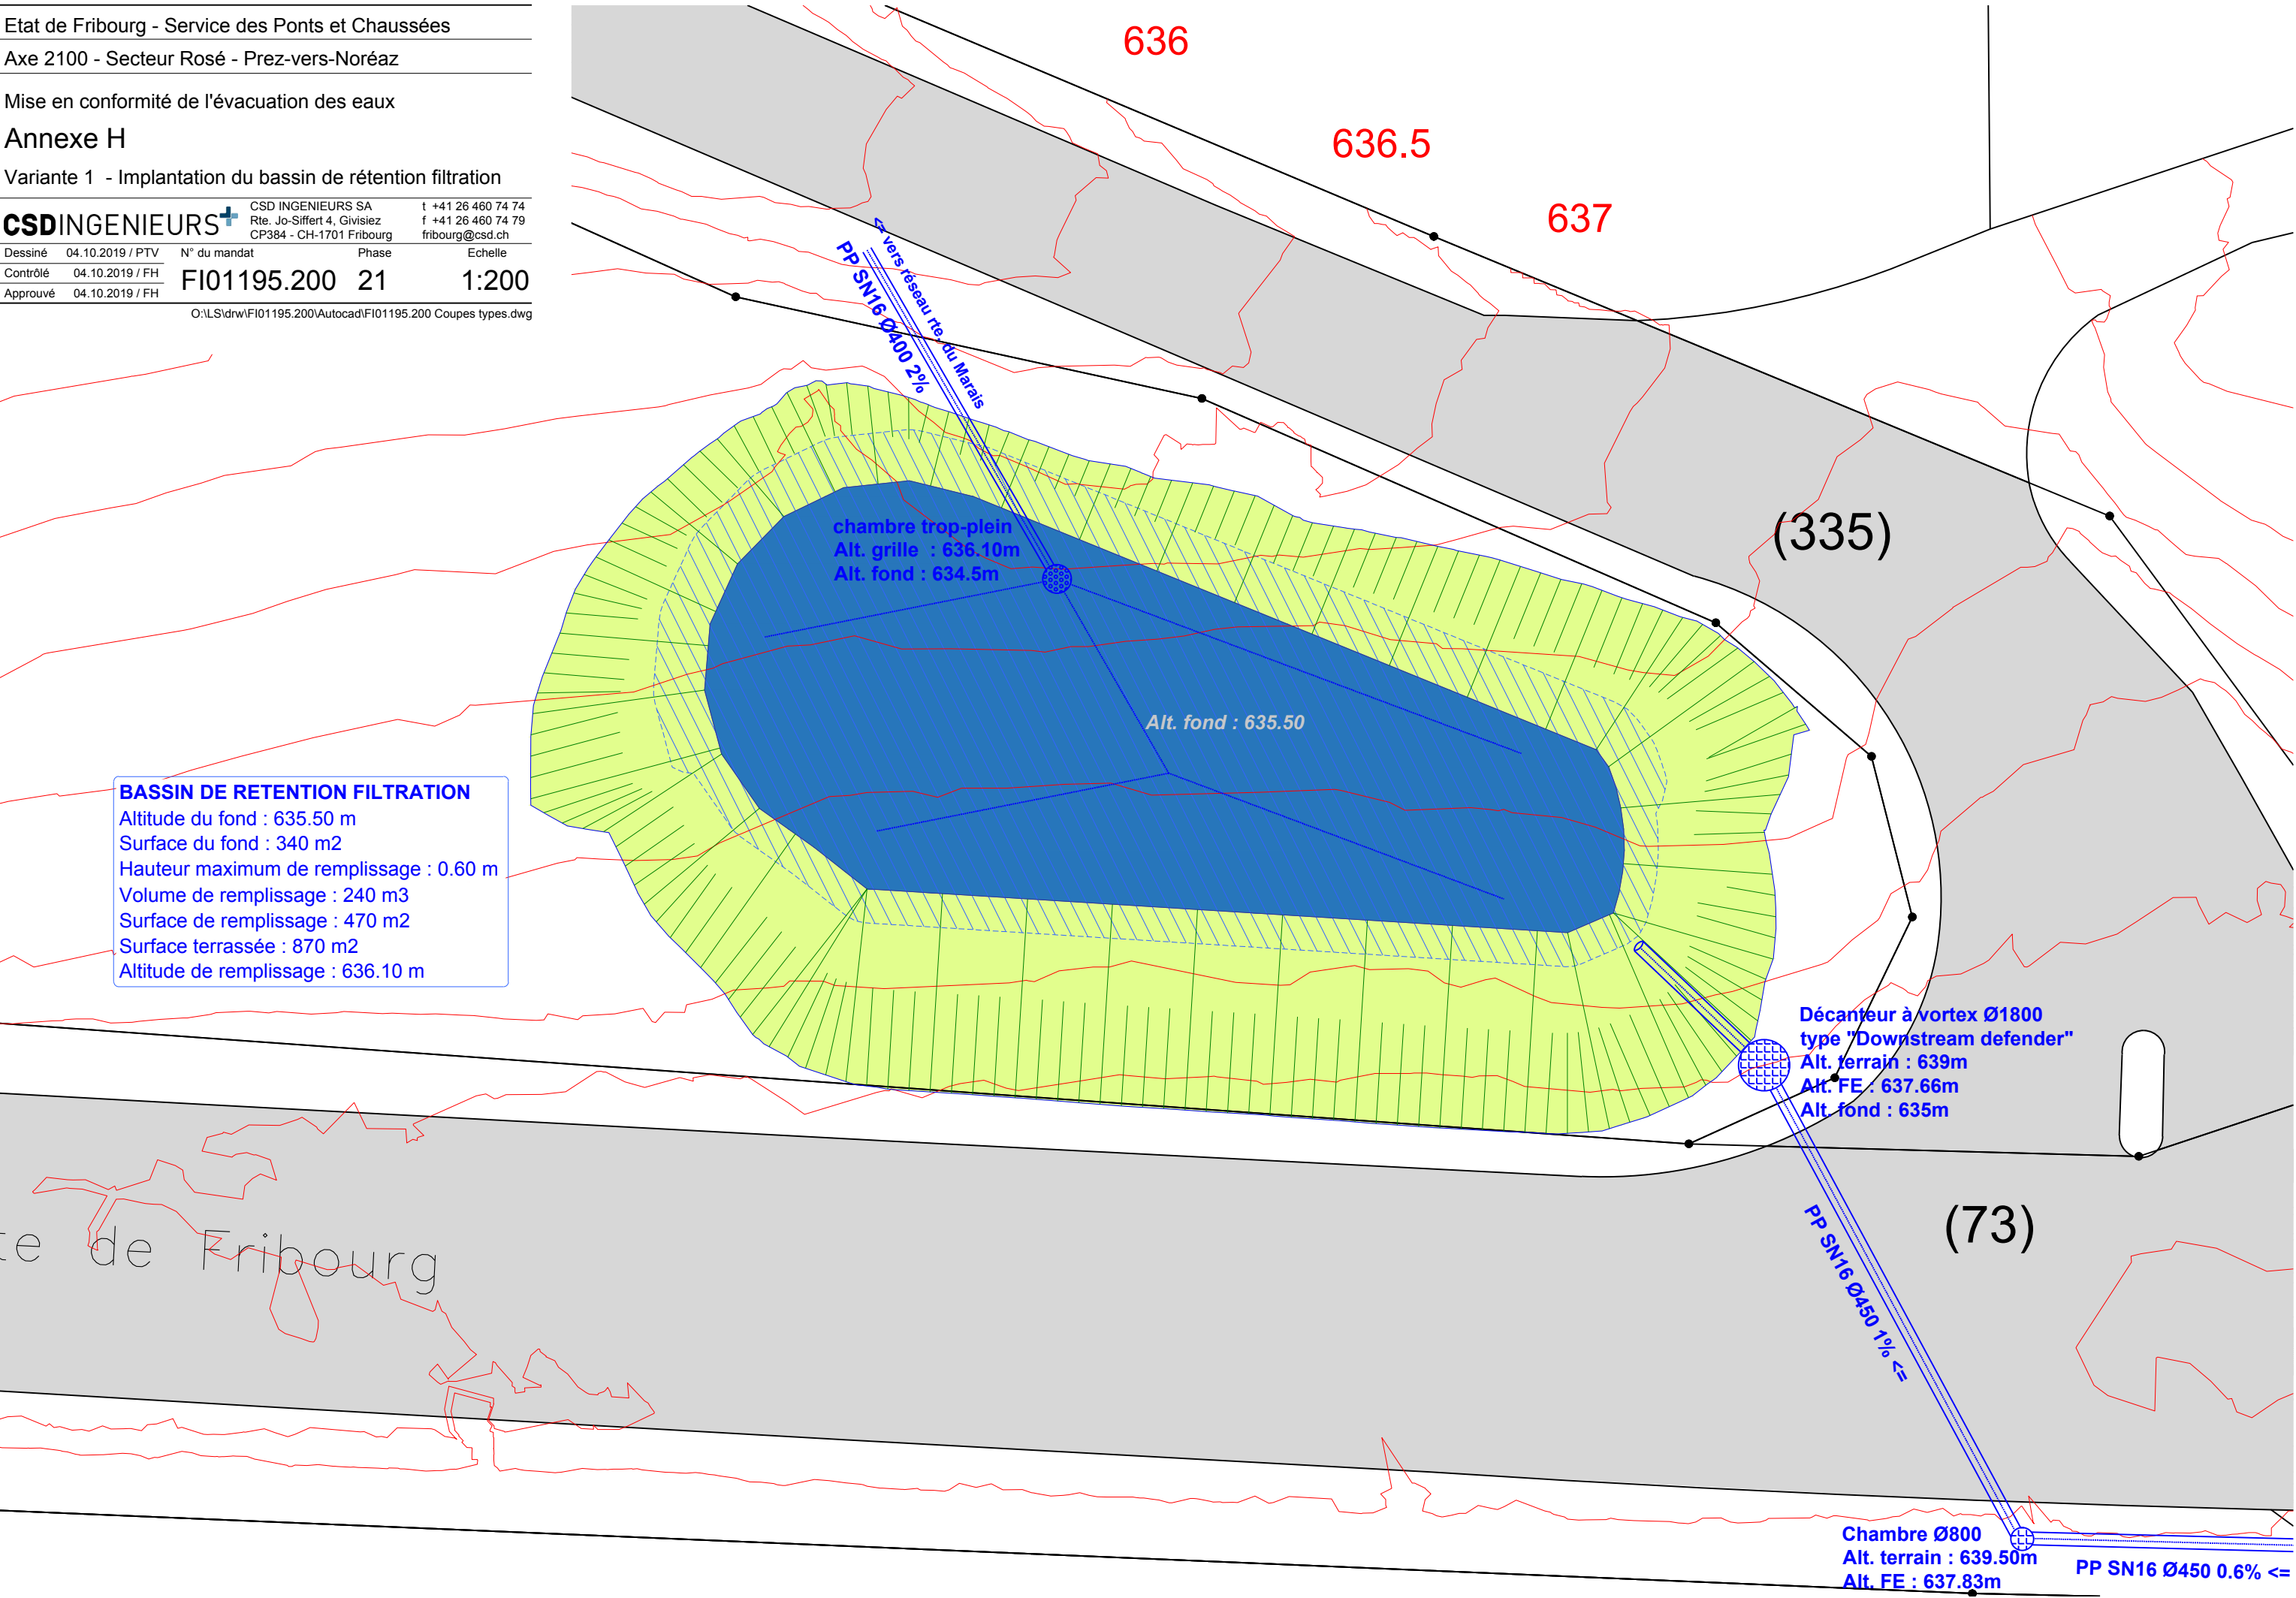 Etat de Fribourg - Service des Ponts et Chaussées
Axe 2100 - Secteur Rosé - Prez-vers-Noréaz
Mise en conformité de l'évacuation des eaux
Annexe H
Variante 1 - Implantation du bassin de rétention filtration
CSDINGENIEURS
CSD INGENIEURS SA
Rte. Jo-Siffert 4, Givisiez
CP384 - CH-1701 Fribourg
t +41 26 460 74 74
f +41 26 460 74 79
fribourg@csd.ch
Dessiné 04.10.2019 / PTV
Contrôlé 04.10.2019 / FH
Approuvé 04.10.2019 / FH
N° du mandat
FI01195.200
Phase
21
Echelle
1:200
O:\LS\drw\FI01195.200\Autocad\FI01195.200 Coupes types.dwg
636
636.5
637
<= vers réseau rte. du Marais
PP SN16 Ø400 2%
chambre trop-plein
Alt. grille : 636.10m
Alt. fond : 634.5m
(335)
Alt. fond : 635.50
BASSIN DE RETENTION FILTRATION
Altitude du fond : 635.50 m
Surface du fond : 340 m2
Hauteur maximum de remplissage : 0.60 m
Volume de remplissage : 240 m3
Surface de remplissage : 470 m2
Surface terrassée : 870 m2
Altitude de remplissage : 636.10 m
Décanteur à vortex Ø1800
type "Downstream defender"
Alt. terrain : 639m
Alt. FE : 637.66m
Alt. fond : 635m
(73)
PP SN16 Ø450 1% <=
te de Fribourg
Chambre Ø800
Alt. terrain : 639.50m
Alt. FE : 637.83m
PP SN16 Ø450 0.6% <=